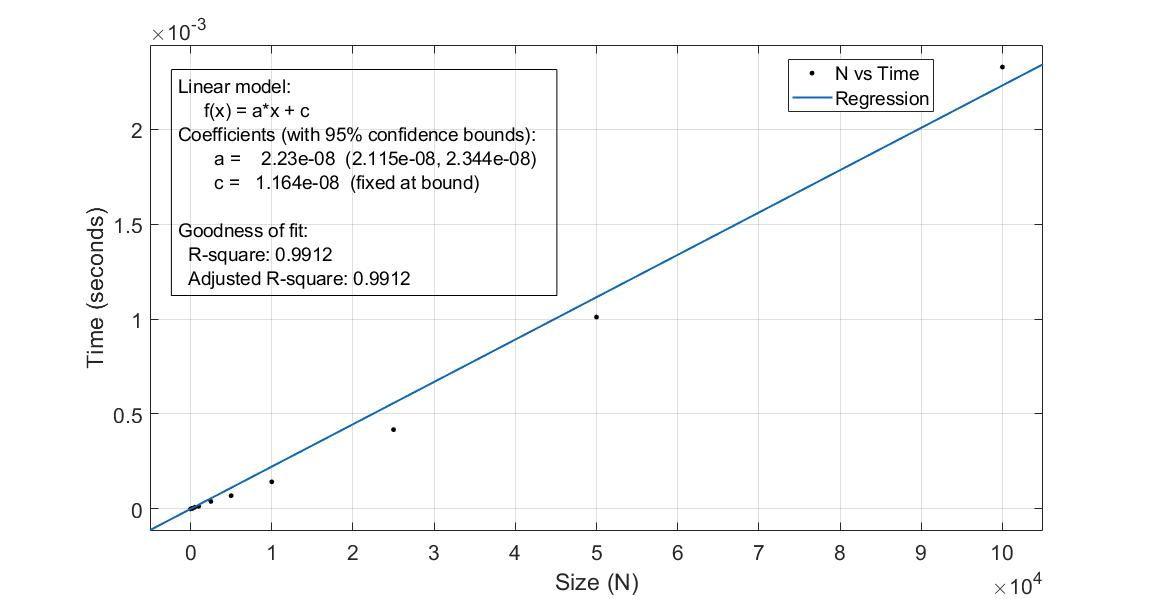 ×10⁻³
Linear model:
f(x) = a*x + c
Coefficients (with 95% confidence bounds):
a = 2.23e-08 (2.115e-08, 2.344e-08)
c = 1.164e-08 (fixed at bound)
Goodness of fit:
R-square: 0.9912
Adjusted R-square: 0.9912
N vs Time
Regression
2
1.5
1
0.5
0
Time (seconds)
0 1 2 3 4 5 6 7 8 9 10
Size (N)
×10⁴